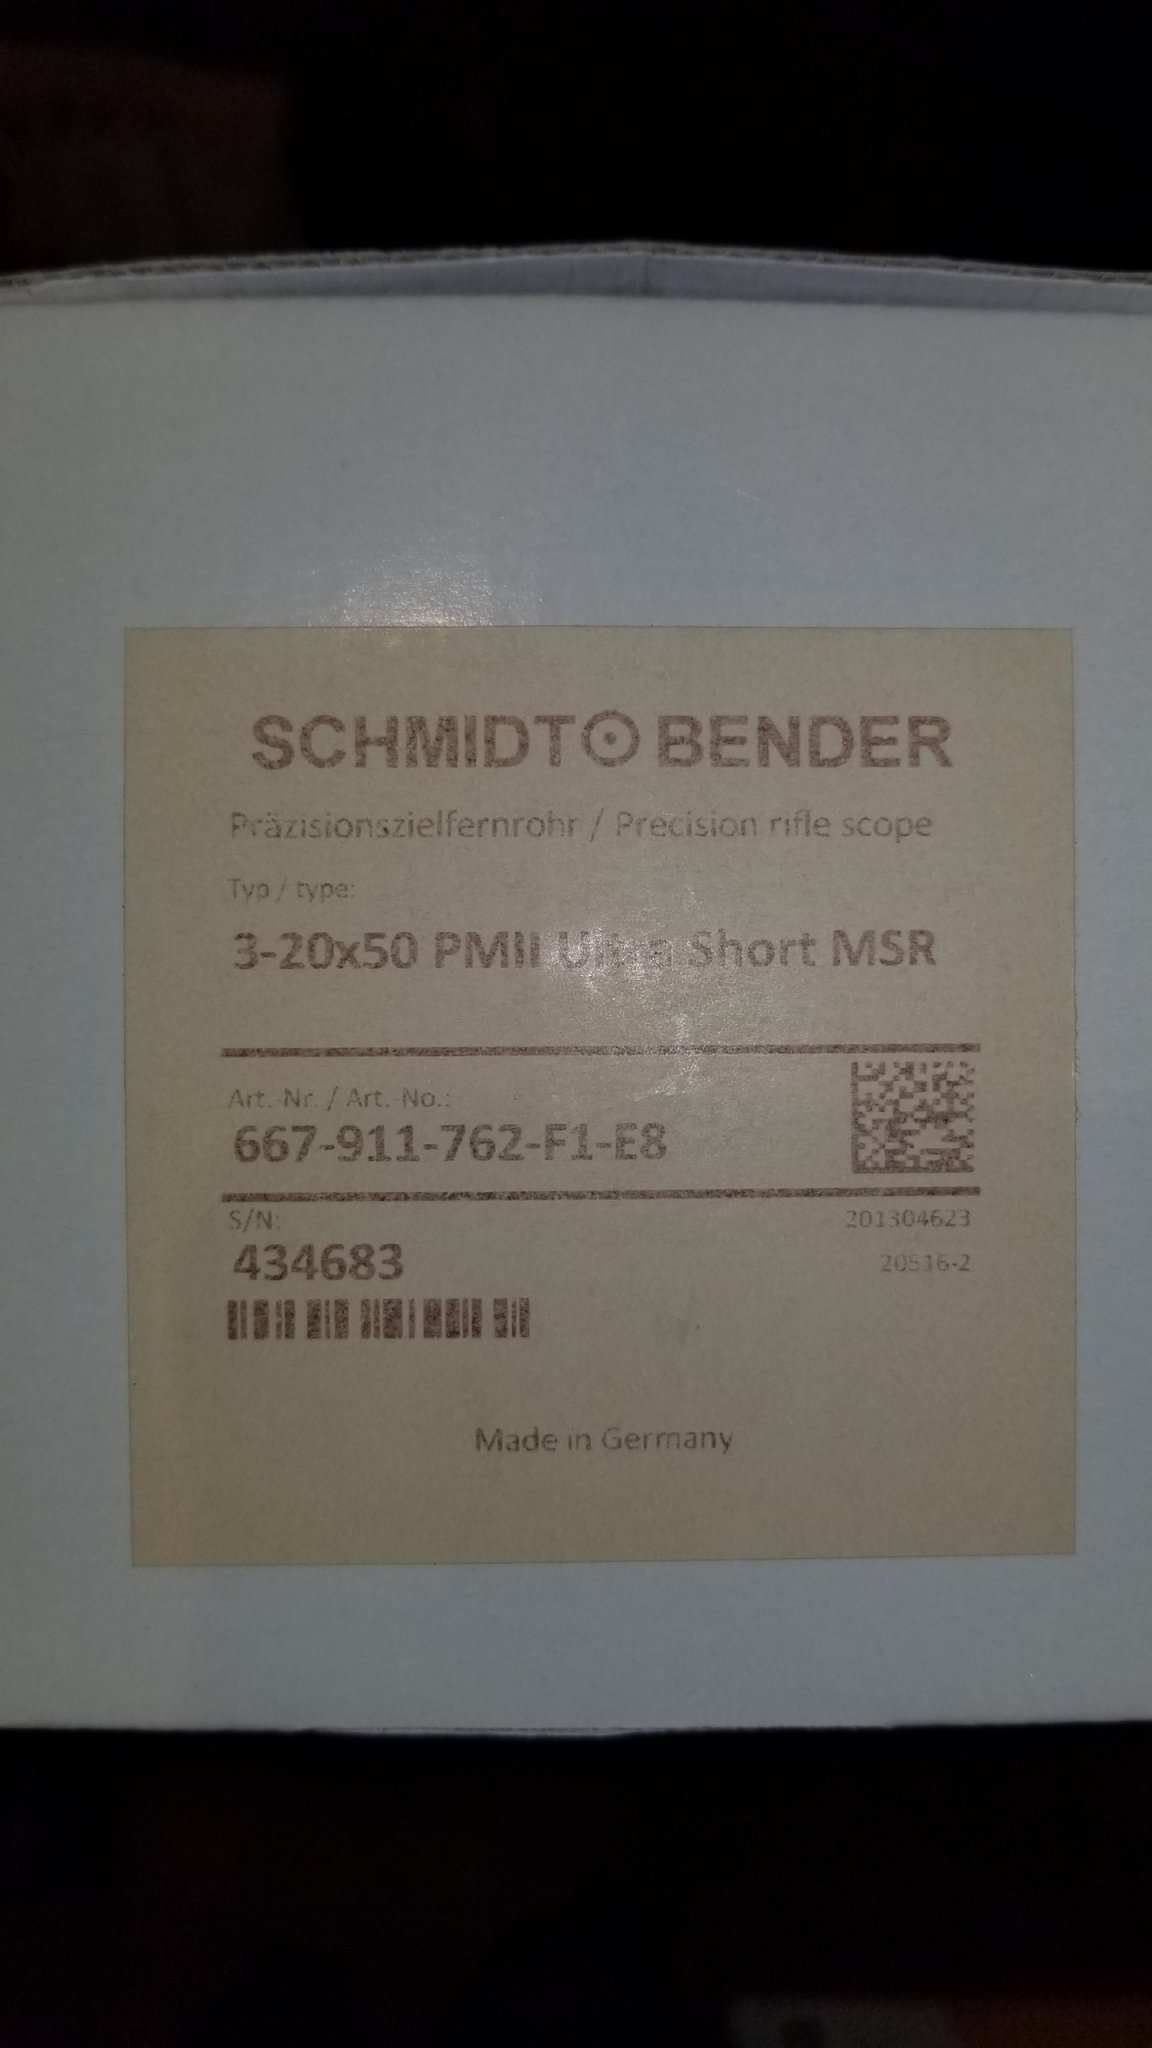 SCHMIDT BENDER
Präzisionszielfernrohr / Precision rifle scope
Typ / type:
3-20x50 PMII Ultra Short MSR
Art.-Nr. / Art.-No.:
667-911-762-F1-E8
S/N:
201304623
434683
20516-2
Made in Germany